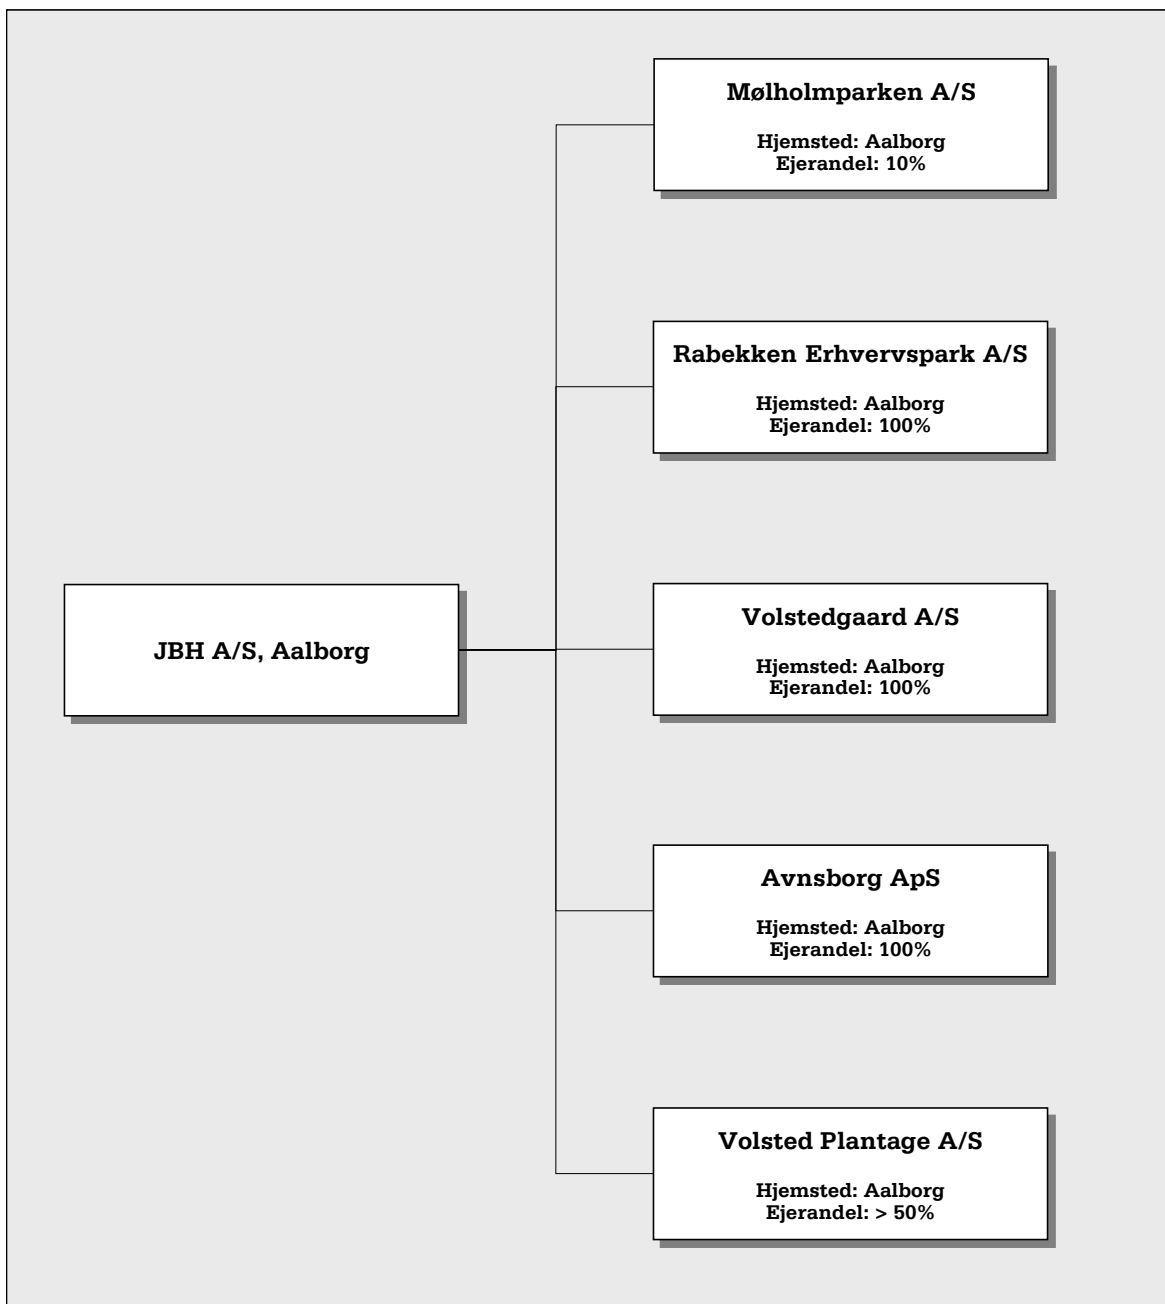 Mølholmparken A/S
Hjemsted: Aalborg
Ejerandel: 10%
Rabekken Erhvervspark A/S
Hjemsted: Aalborg
Ejerandel: 100%
JBH A/S, Aalborg
Volstedgaard A/S
Hjemsted: Aalborg
Ejerandel: 100%
Avnsborg ApS
Hjemsted: Aalborg
Ejerandel: 100%
Volsted Plantage A/S
Hjemsted: Aalborg
Ejerandel: > 50%